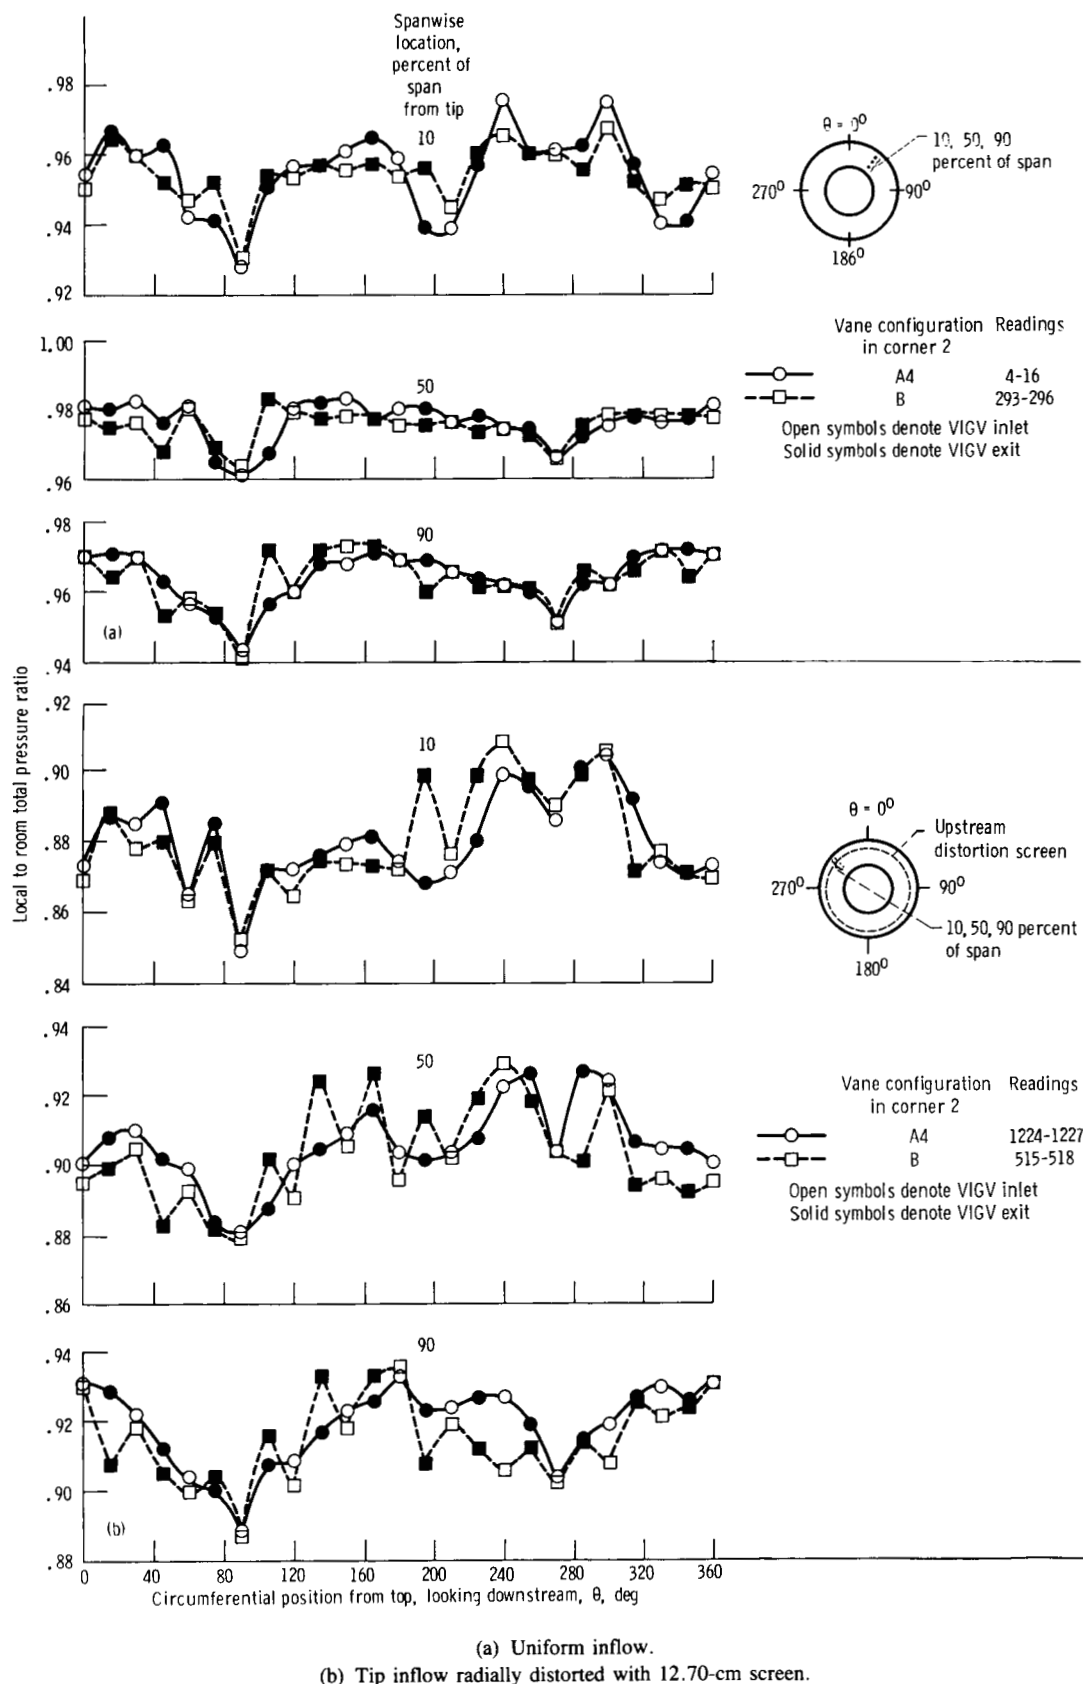 Spanwise
location,
percent of
span
from tip
10
.98
.96
.94
.92
θ = 0°
10, 50, 90
percent of span
270°
90°
186°
1.00
.98
.96
50
Vane configuration Readings
in corner 2
A4 4-16
B 293-296
Open symbols denote VIGV inlet
Solid symbols denote VIGV exit
.98
.96
.94
90
(a)
Local to room total pressure ratio
.92
.90
.88
.86
.84
10
θ = 0°
Upstream
distortion screen
270°
90°
10, 50, 90 percent
of span
180°
.94
.92
.90
.88
.86
50
Vane configuration Readings
in corner 2
A4 1224-1227
B 515-518
Open symbols denote VIGV inlet
Solid symbols denote VIGV exit
.94
.92
.90
.88
90
(b)
0 40 80 120 160 200 240 280 320 360
Circumferential position from top, looking downstream, θ, deg
(a) Uniform inflow.
(b) Tip inflow radially distorted with 12.70-cm screen.